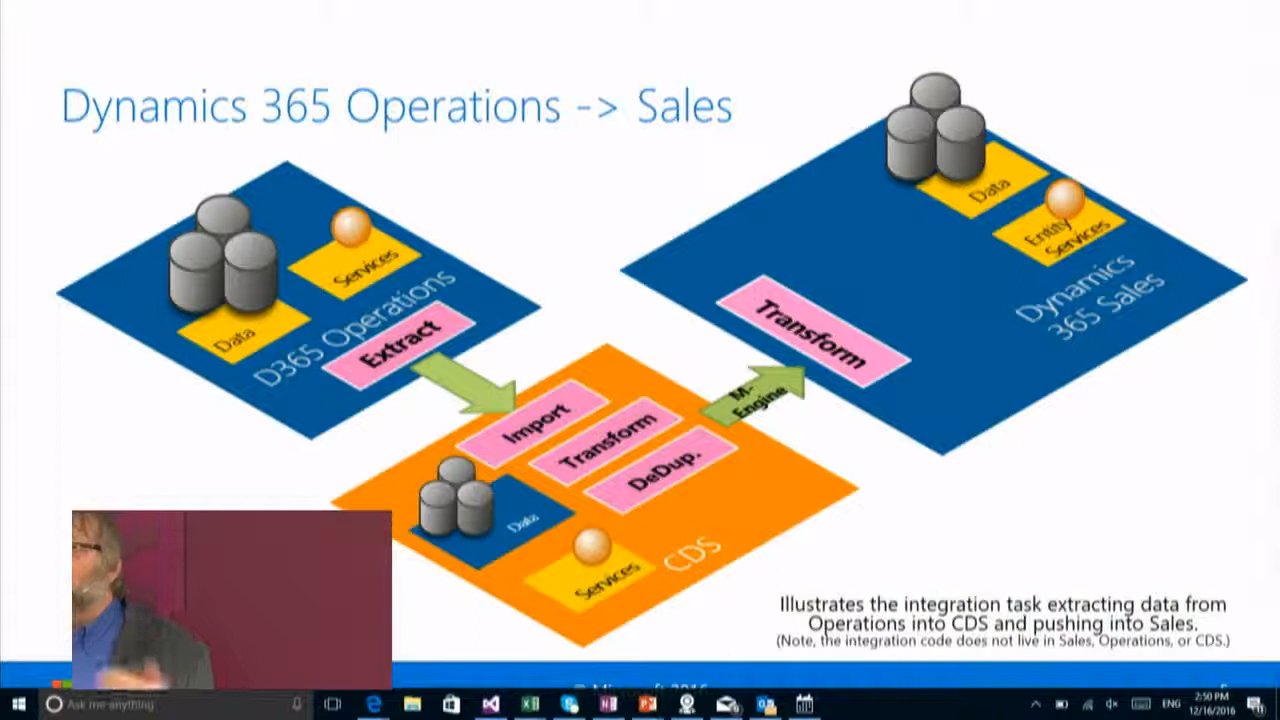 Dynamics 365 Operations -> Sales
Data
Services
D365 Operations
Extract
Data
Entity
Services
Dynamics
365 Sales
Transform
M-
Engine
Import
Transform
DeDup.
Data
Services
CDS
Illustrates the integration task extracting data from
Operations into CDS and pushing into Sales.
(Note, the integration code does not live in Sales, Operations, or CDS.)
© Microsoft 2016
5
Ask me anything
ENG
2:50 PM
12/16/2016